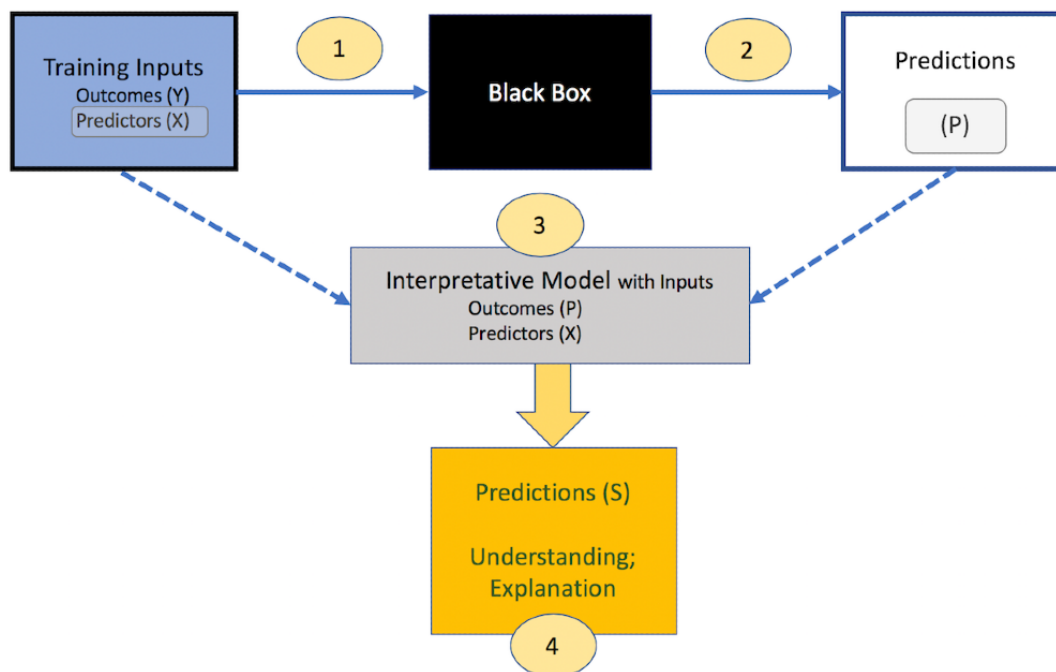 1
2
Training Inputs
Outcomes (Y)
Predictors (X)
Black Box
Predictions
(P)
3
Interpretative Model with Inputs
Outcomes (P)
Predictors (X)
Predictions (S)
Understanding;
Explanation
4